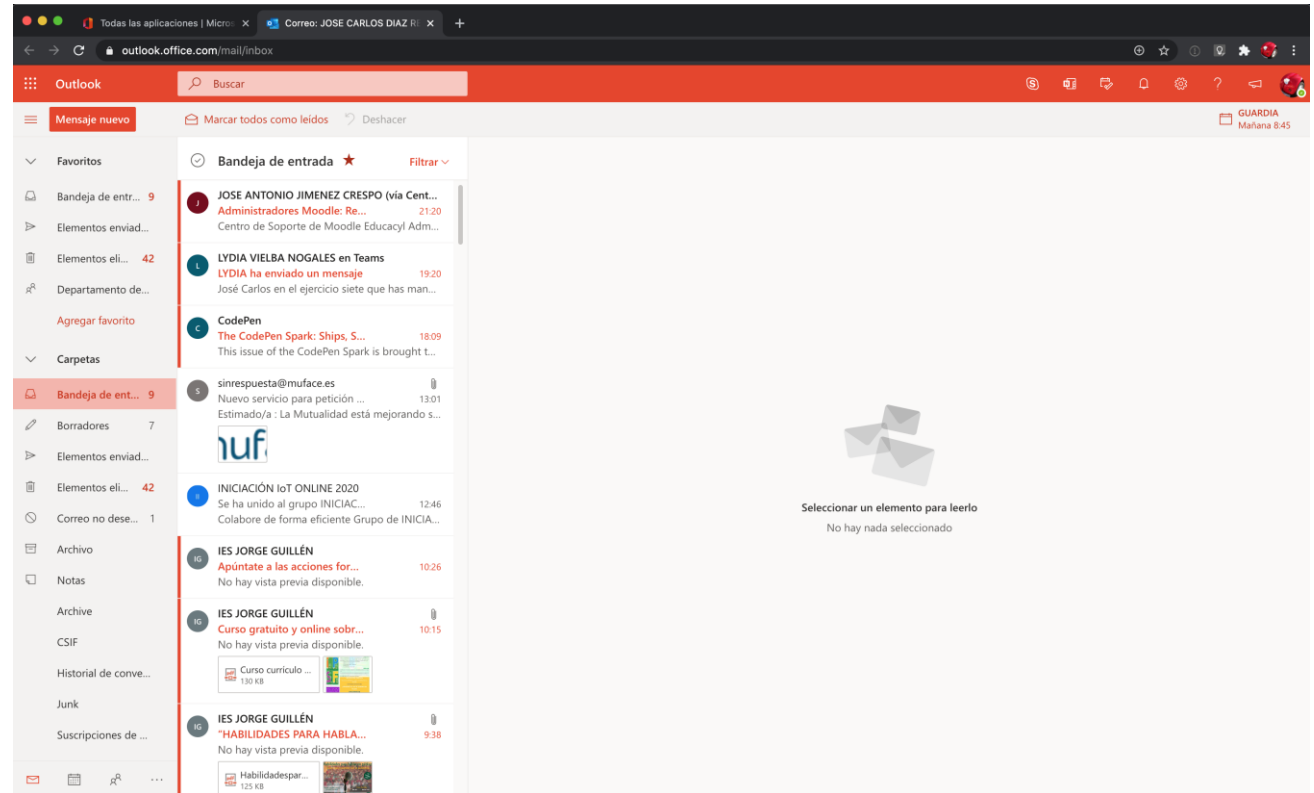 Todas las aplicaciones | Micros
Correo: JOSE CARLOS DIAZ RE
outlook.office.com/mail/inbox
Outlook
Buscar
Mensaje nuevo
Marcar todos como leídos
Deshacer
GUARDIA
Mañana 8:45
Favoritos
Bandeja de entr... 9
Elementos enviad...
Elementos eli... 42
Departamento de...
Agregar favorito
Carpetas
Bandeja de ent... 9
Borradores 7
Elementos enviad...
Elementos eli... 42
Correo no dese... 1
Archivo
Notas
Archive
CSIF
Historial de conve...
Junk
Suscripciones de ...
Bandeja de entrada
Filtrar
J
JOSE ANTONIO JIMENEZ CRESPO (vía Cent...
Administradores Moodle: Re... 21:20
Centro de Soporte de Moodle Educacyl Adm...
L
LYDIA VIELBA NOGALES en Teams
LYDIA ha enviado un mensaje 19:20
José Carlos en el ejercicio siete que has man...
C
CodePen
The CodePen Spark: Ships, S... 18:09
This issue of the CodePen Spark is brought t...
S
sinrespuesta@muface.es
Nuevo servicio para petición ... 13:01
Estimado/a : La Mutualidad está mejorando s...
muf
INICIACIÓN IoT ONLINE 2020
Se ha unido al grupo INICIAC... 12:46
Colabore de forma eficiente Grupo de INICIA...
IG
IES JORGE GUILLÉN
Apúntate a las acciones for... 10:26
No hay vista previa disponible.
IG
IES JORGE GUILLÉN
Curso gratuito y online sobr... 10:15
No hay vista previa disponible.
Curso currículo ...
130 KB
IG
IES JORGE GUILLÉN
"HABILIDADES PARA HABLA... 9:38
No hay vista previa disponible.
Habilidadespar...
125 KB
Seleccionar un elemento para leerlo
No hay nada seleccionado